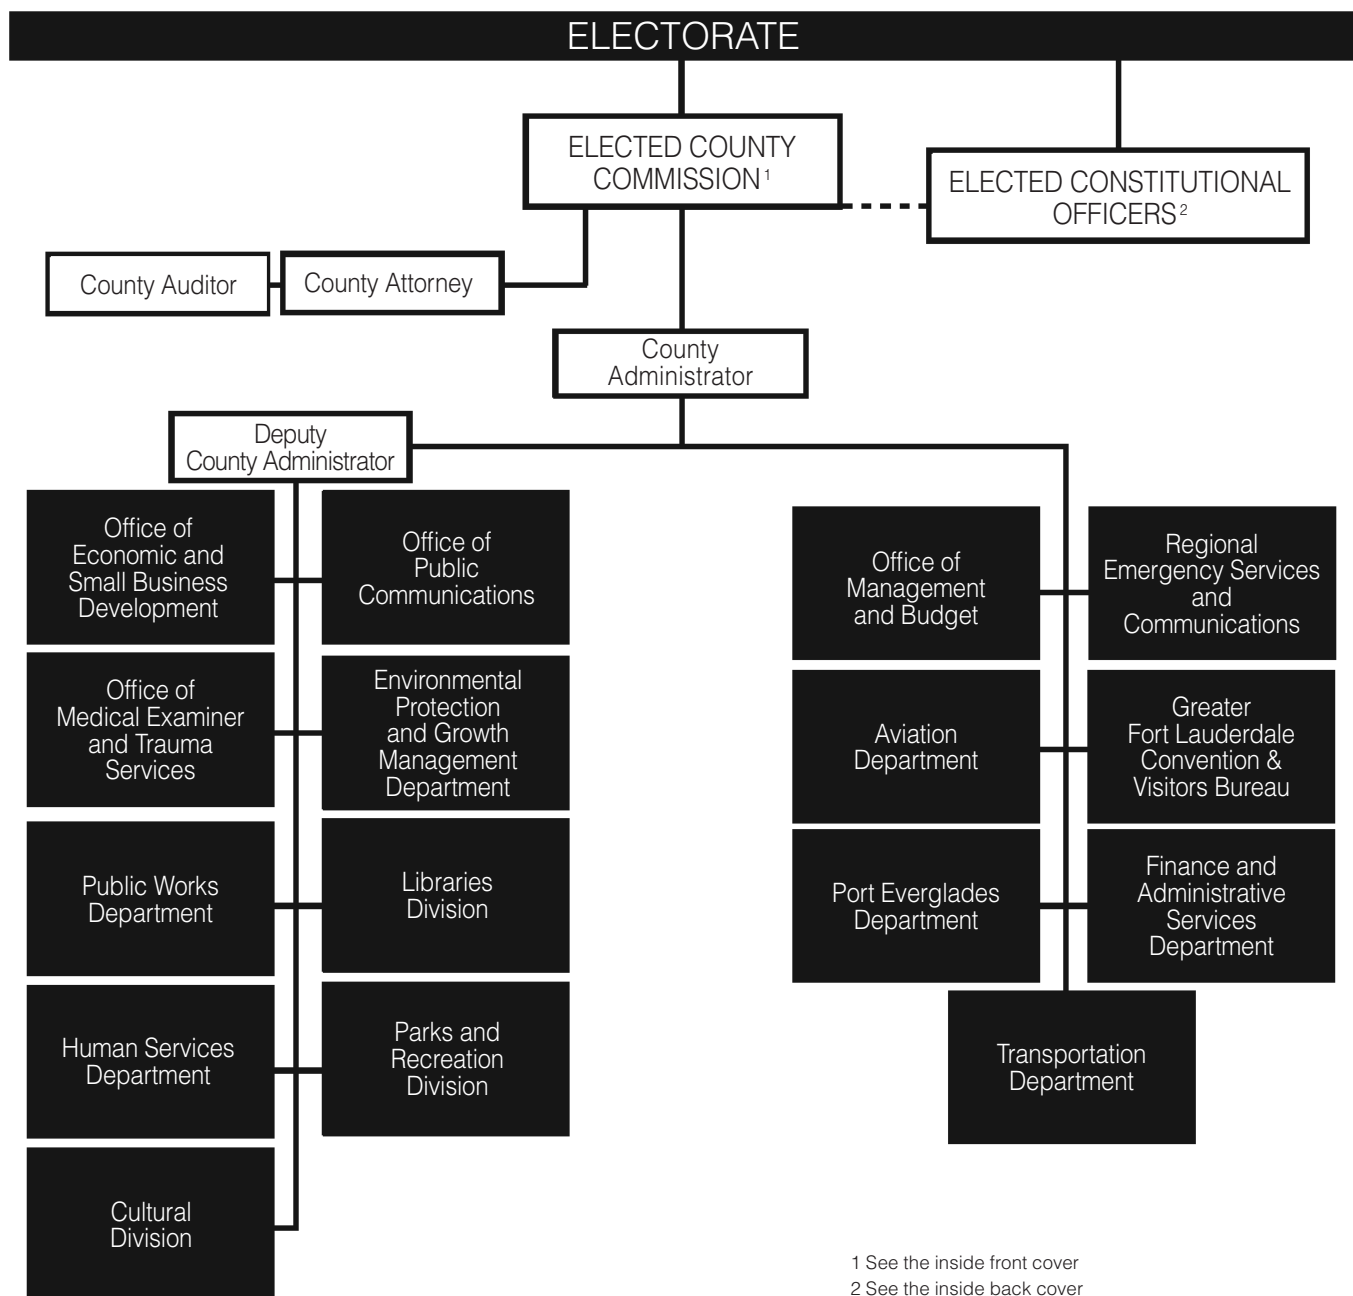 ELECTORATE
ELECTED COUNTY
COMMISSION 1
ELECTED CONSTITUTIONAL
OFFICERS 2
County Auditor
County Attorney
County
Administrator
Deputy
County Administrator
Office of
Economic and
Small Business
Development
Office of
Public
Communications
Office of
Management
and Budget
Regional
Emergency Services
and
Communications
Office of
Medical Examiner
and Trauma
Services
Environmental
Protection
and Growth
Management
Department
Aviation
Department
Greater
Fort Lauderdale
Convention &
Visitors Bureau
Public Works
Department
Libraries
Division
Port Everglades
Department
Finance and
Administrative
Services
Department
Human Services
Department
Parks and
Recreation
Division
Transportation
Department
Cultural
Division
1 See the inside front cover
2 See the inside back cover